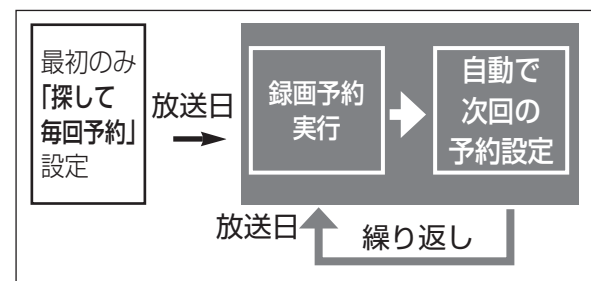 最初のみ
「探して
毎回予約」
設定
放送日
録画予約
実行
自動で
次回の
予約設定
放送日
繰り返し